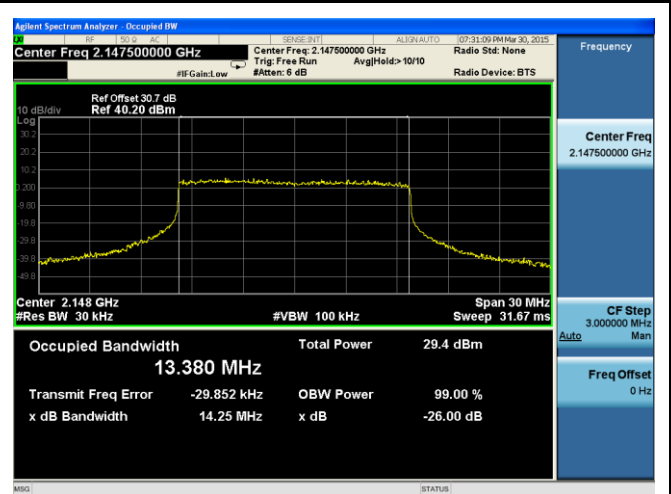 Agilent Spectrum Analyzer - Occupied BW
RF 50 Ω AC SENSE:INT ALIGN AUTO 07:31:09 PM Mar 30, 2015
Center Freq 2.147500000 GHz
Center Freq: 2.147500000 GHz Radio Std: None
Trig: Free Run Avg|Hold:> 10/10
#IFGain:Low #Atten: 6 dB Radio Device: BTS
Frequency
Ref Offset 30.7 dB
10 dB/div Ref 40.20 dBm
Log
30.2
20.2
10.2
0.200
-9.80
-19.8
-29.8
-39.8
-49.8
Center 2.148 GHz Span 30 MHz
#Res BW 30 kHz #VBW 100 kHz Sweep 31.67 ms
Occupied Bandwidth Total Power 29.4 dBm
13.380 MHz
Transmit Freq Error -29.852 kHz OBW Power 99.00 %
x dB Bandwidth 14.25 MHz x dB -26.00 dB
Center Freq
2.147500000 GHz
CF Step
3.000000 MHz
Auto Man
Freq Offset
0 Hz
MSG STATUS